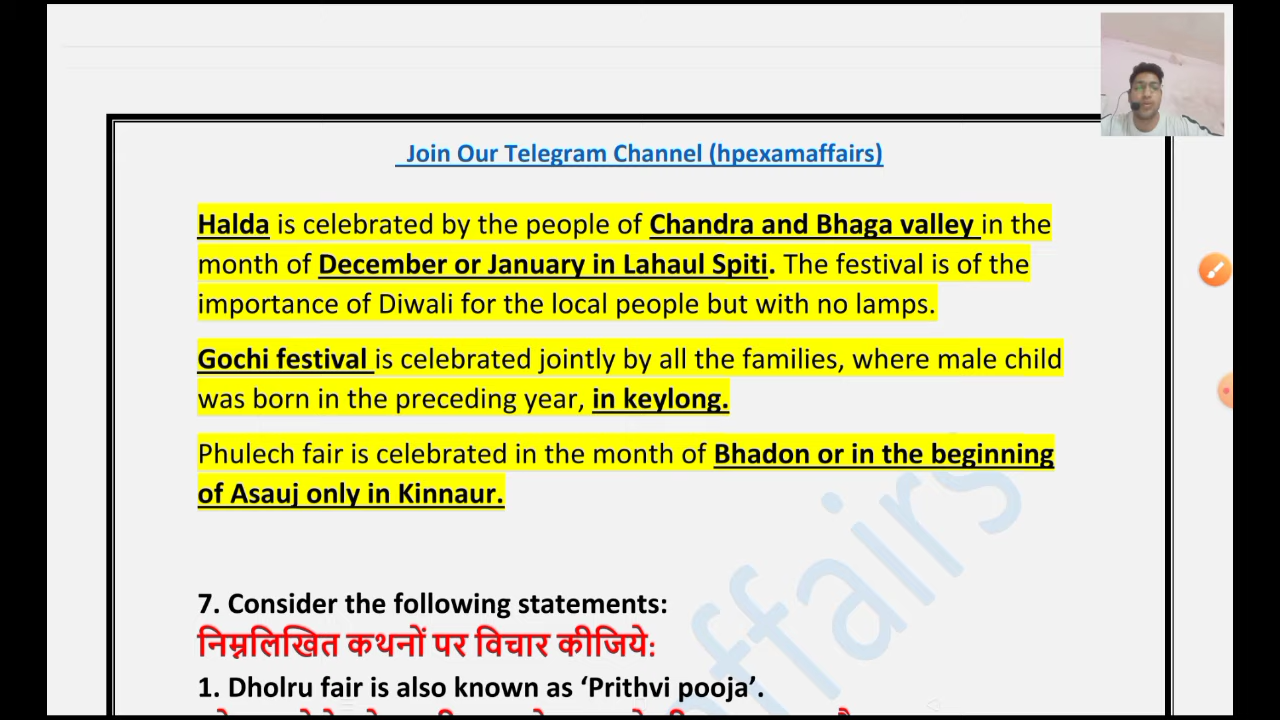 Join Our Telegram Channel (hpexamaffairs)
Halda is celebrated by the people of Chandra and Bhaga valley in the
month of December or January in Lahaul Spiti. The festival is of the
importance of Diwali for the local people but with no lamps.
Gochi festival is celebrated jointly by all the families, where male child
was born in the preceding year, in keylong.
Phulech fair is celebrated in the month of Bhadon or in the beginning
of Asauj only in Kinnaur.
affairs
7. Consider the following statements:
निम्नलिखित कथनों पर विचार कीजिये:
1. Dholru fair is also known as ‘Prithvi pooja’.